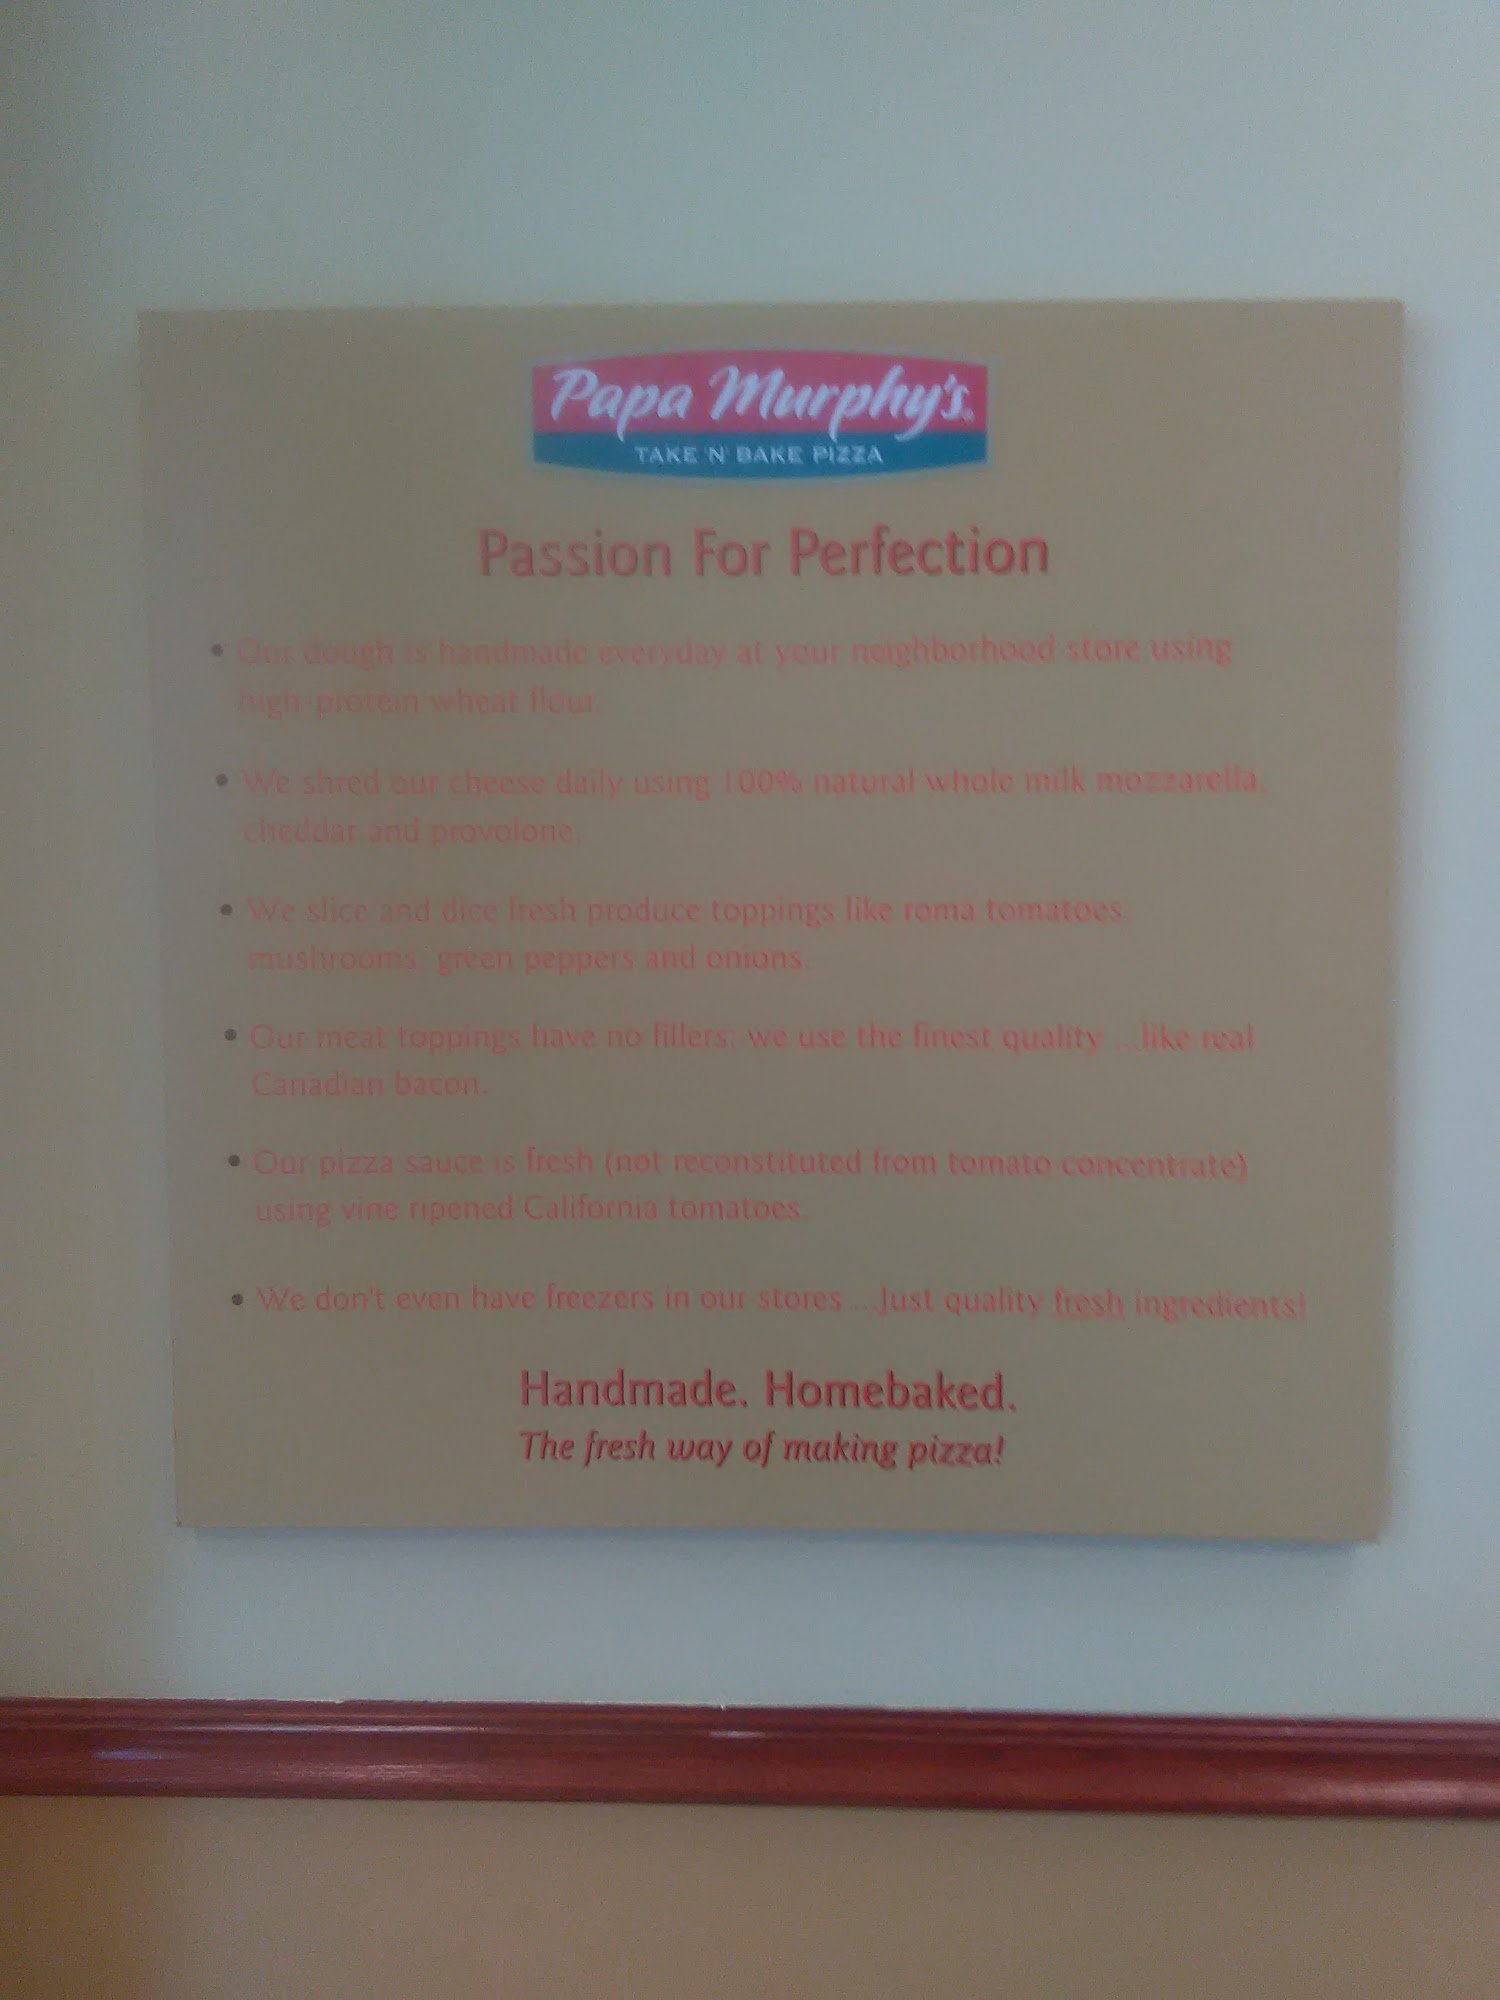 Papa Murphy's®
TAKE 'N' BAKE PIZZA
Passion For Perfection
• Our dough is handmade everyday at your neighborhood store using
high-protein wheat flour.
• We shred our cheese daily using 100% natural whole milk mozzarella,
cheddar and provolone.
• We slice and dice fresh produce toppings like roma tomatoes,
mushrooms, green peppers and onions.
• Our meat toppings have no fillers; we use the finest quality ...like real
Canadian bacon.
• Our pizza sauce is fresh (not reconstituted from tomato concentrate)
using vine ripened California tomatoes.
• We don't even have freezers in our stores ...Just quality fresh ingredients!
Handmade. Homebaked.
The fresh way of making pizza!